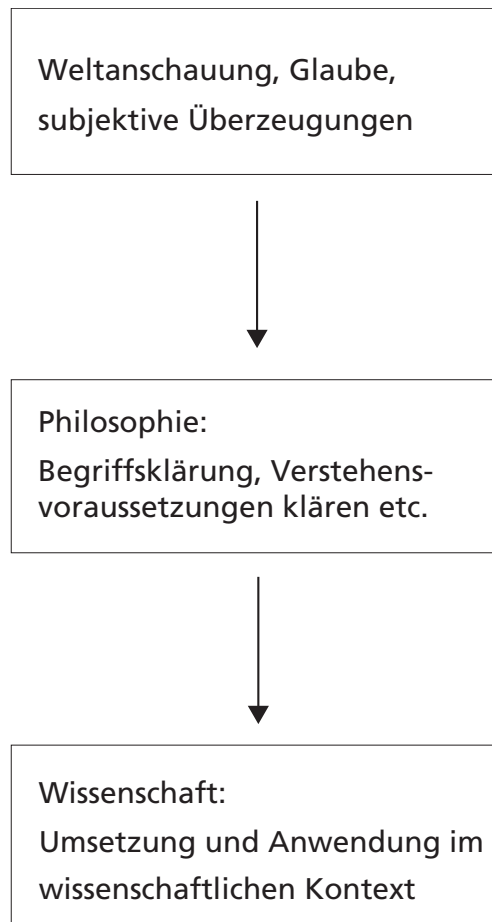 Weltanschauung, Glaube,
subjektive Überzeugungen
Philosophie:
Begriffsklärung, Verstehens-
voraussetzungen klären etc.
Wissenschaft:
Umsetzung und Anwendung im
wissenschaftlichen Kontext